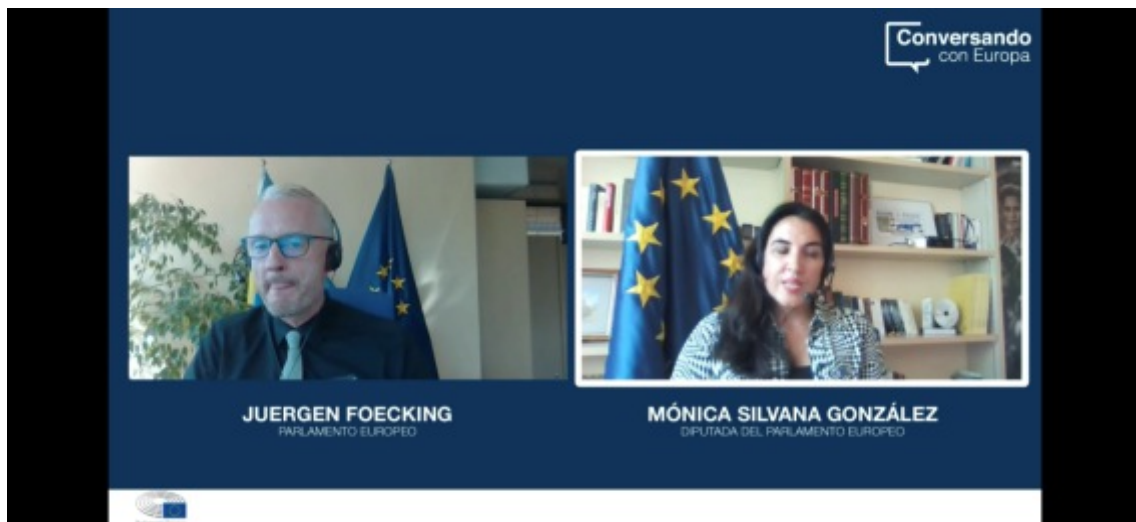 Conversando
con Europa
JUERGEN FOECKING
PARLAMENTO EUROPEO
MÓNICA SILVANA GONZÁLEZ
DIPUTADA DEL PARLAMENTO EUROPEO